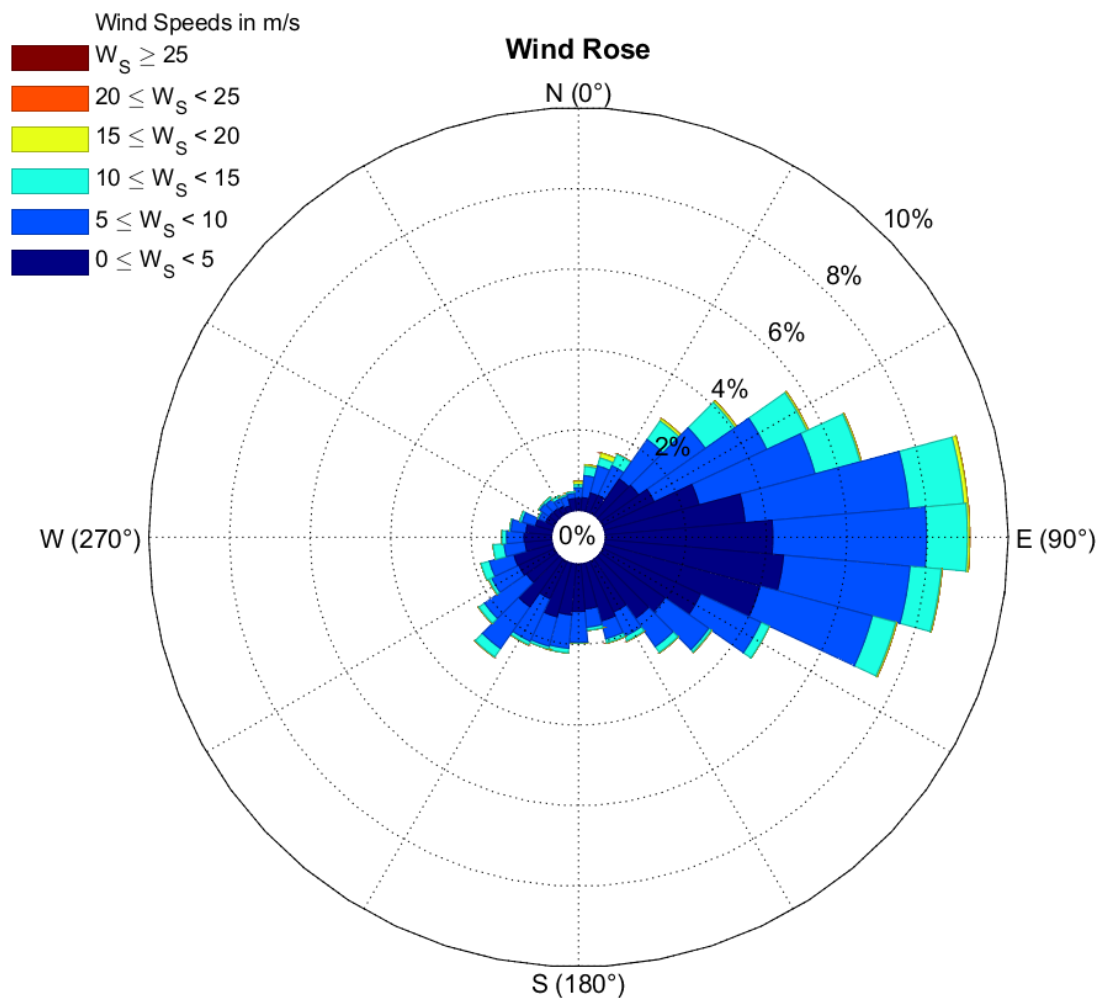 Wind Speeds in m/s
W_S ≥ 25
20 ≤ W_S < 25
15 ≤ W_S < 20
10 ≤ W_S < 15
5 ≤ W_S < 10
0 ≤ W_S < 5
Wind Rose
N (0°)
10%
8%
6%
4%
2%
0%
W (270°)
E (90°)
S (180°)